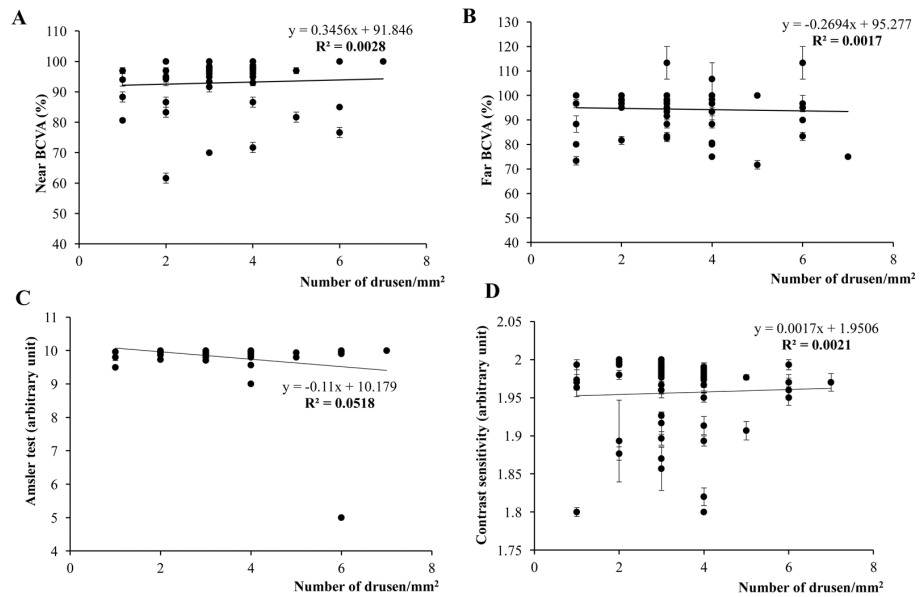 A
y = 0.3456x + 91.846
R² = 0.0028
Near BCVA (%)
110
100
90
80
70
60
50
40
0 2 4 6 8
Number of drusen/mm²
B
y = -0.2694x + 95.277
R² = 0.0017
Far BCVA (%)
130
120
110
100
90
80
70
60
50
40
0 2 4 6 8
Number of drusen/mm²
C
Amsler test (arbitrary unit)
11
10
9
8
7
6
5
4
y = -0.11x + 10.179
R² = 0.0518
0 2 4 6 8
Number of drusen/mm²
D
y = 0.0017x + 1.9506
R² = 0.0021
Contrast sensitivity (arbitrary unit)
2.05
2
1.95
1.9
1.85
1.8
1.75
0 2 4 6 8
Number of drusen/mm²